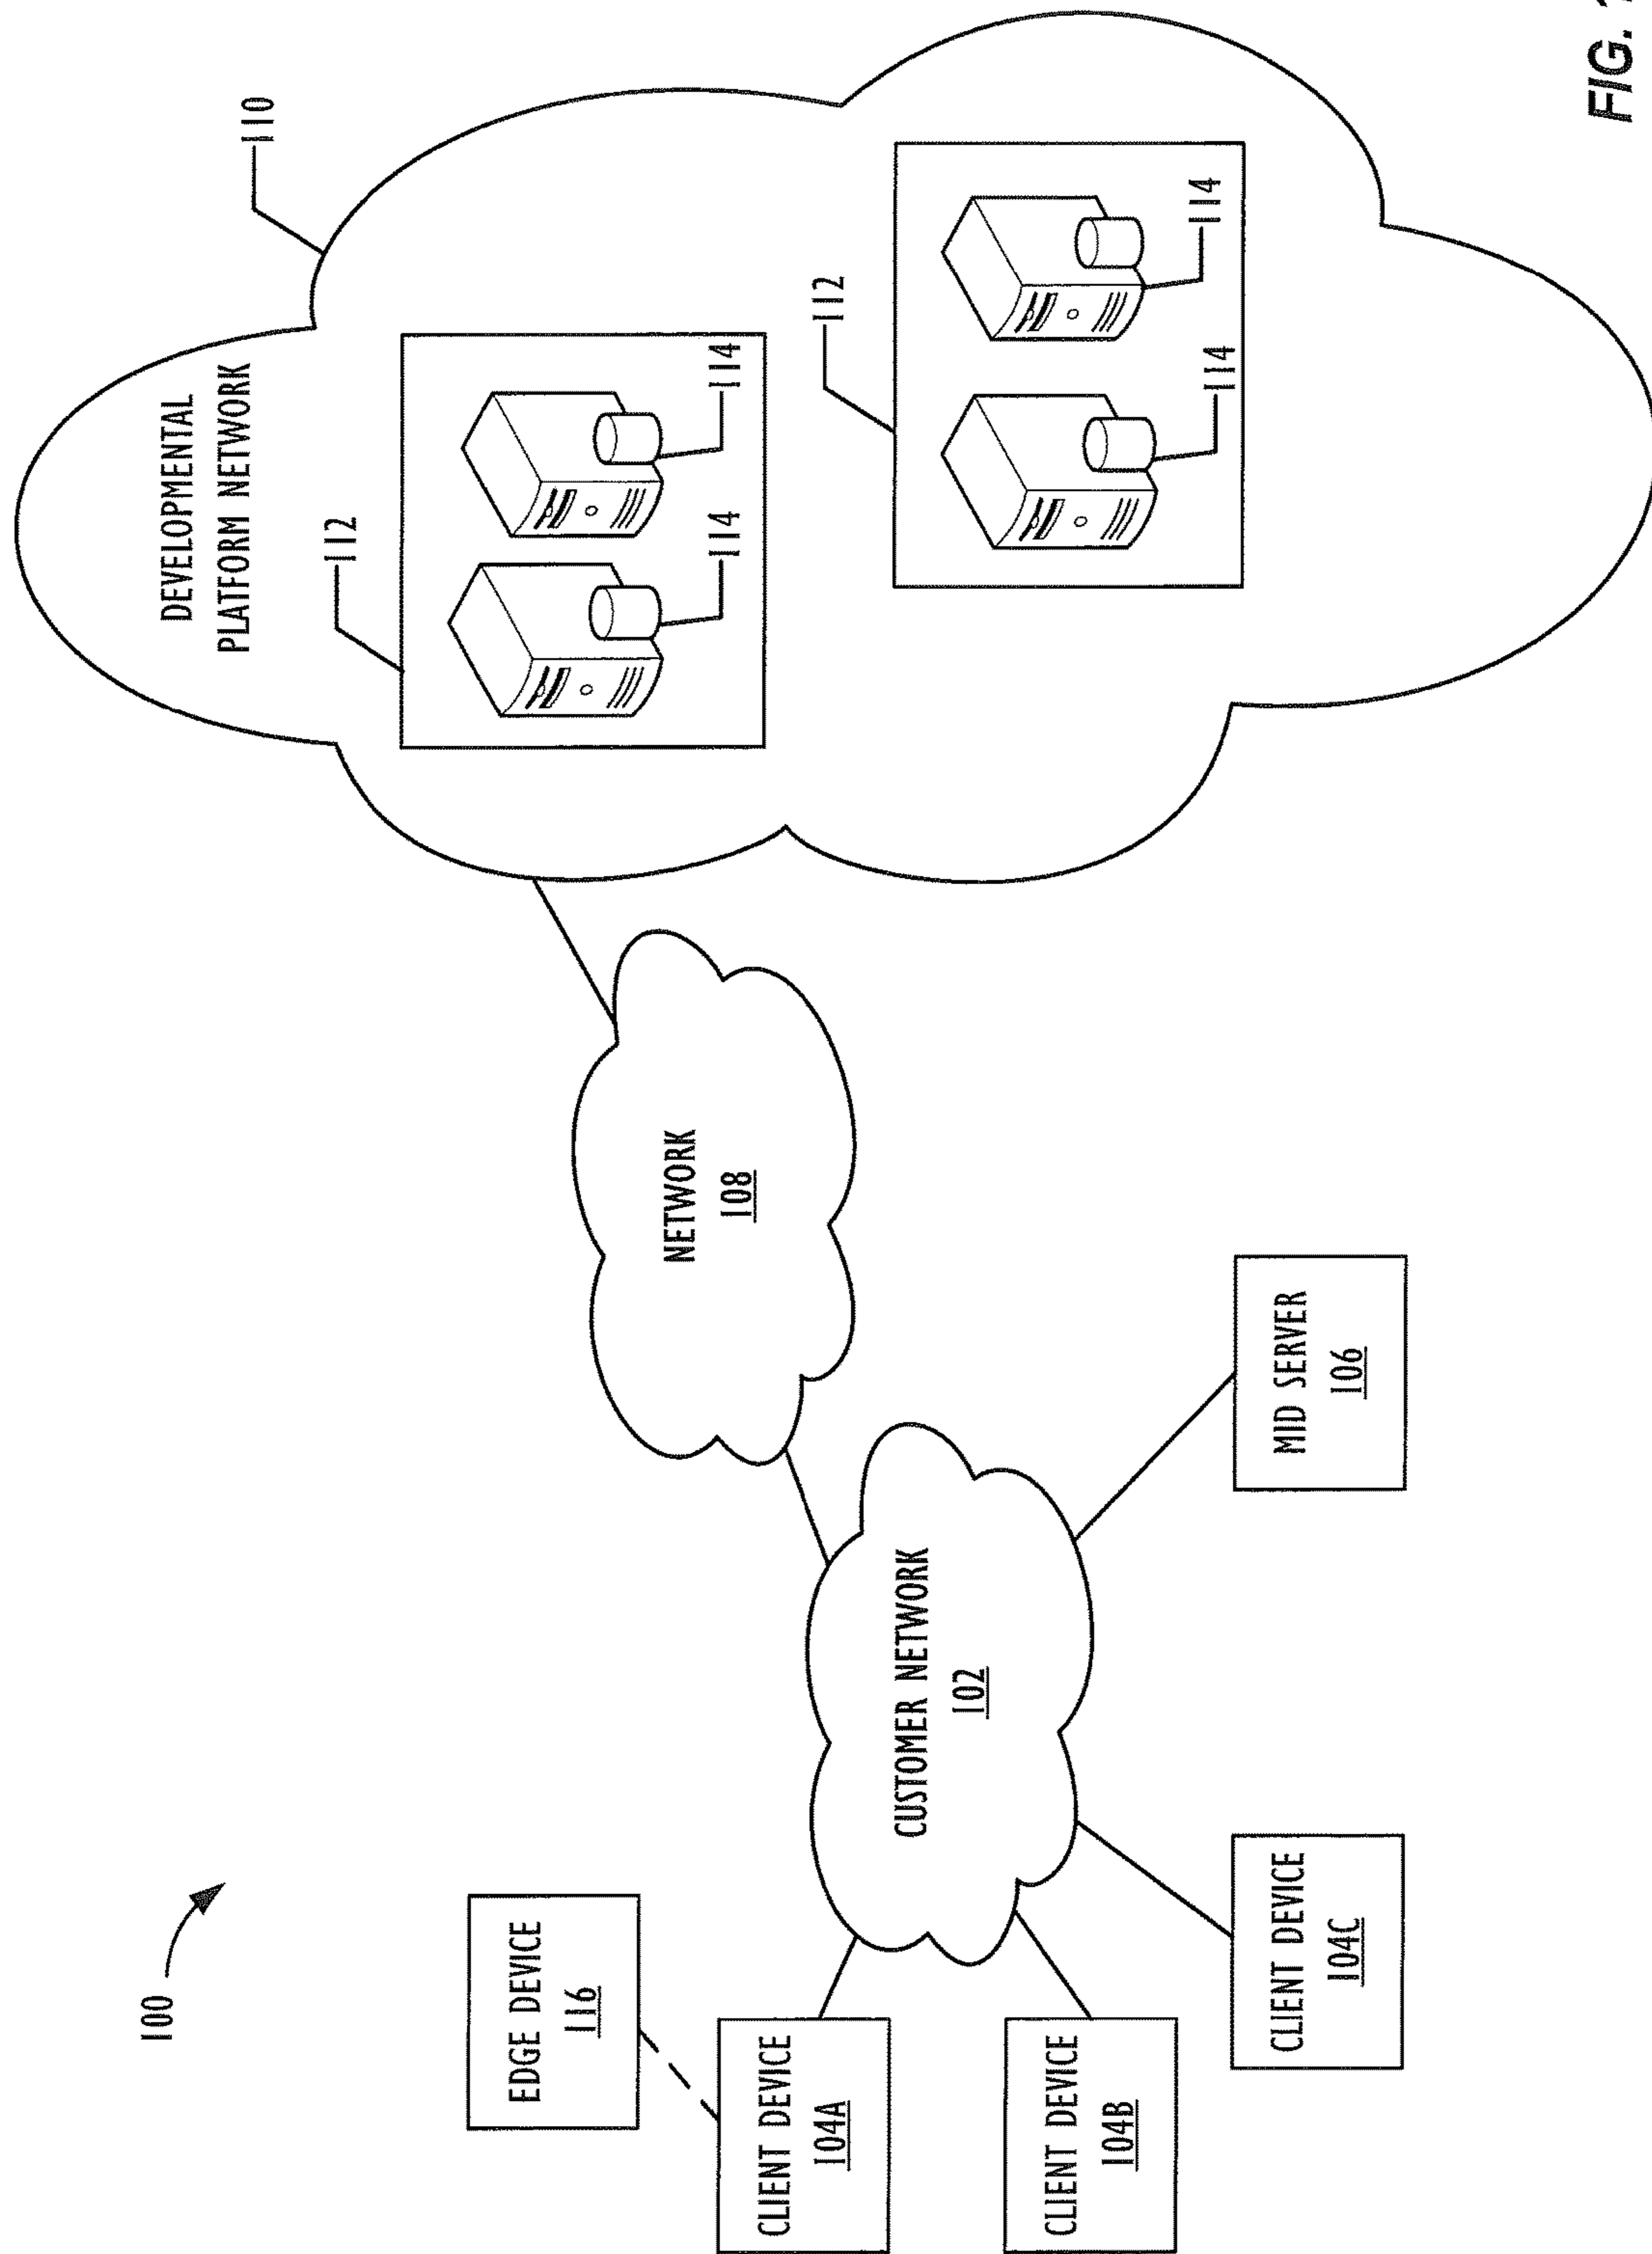 100
EDGE DEVICE
116
CLIENT DEVICE
104A
CLIENT DEVICE
104B
CLIENT DEVICE
104C
CUSTOMER NETWORK
102
MID SERVER
106
NETWORK
108
DEVELOPMENTAL
PLATFORM NETWORK
110
112
114
114
112
114
114
FIG. 1